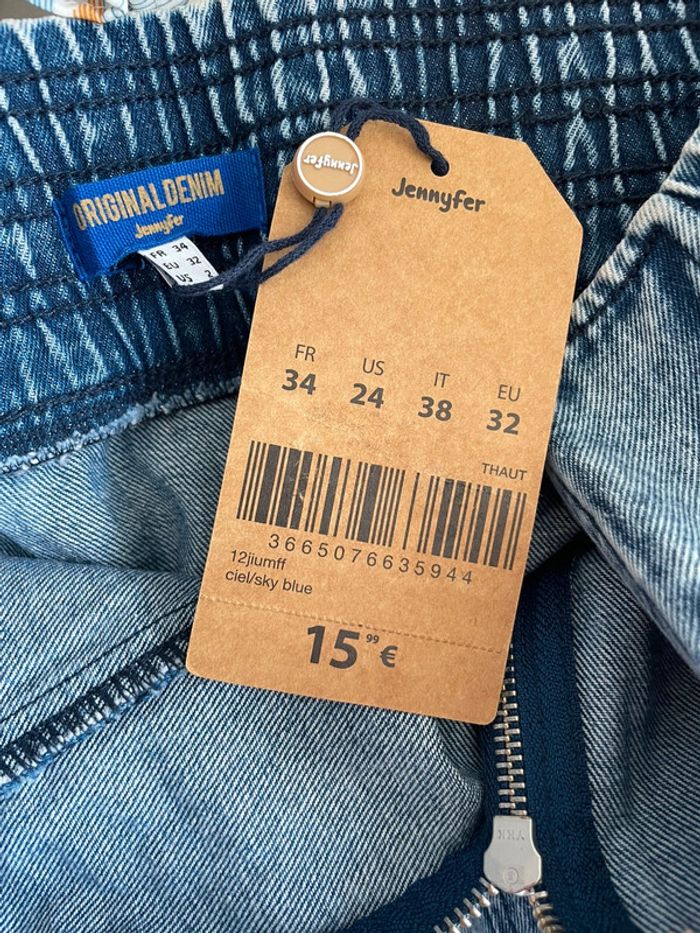 ORIGINAL DENIM
Jennyfer
FR 34
EU 32
US 2
Jennyfer
Jennyfer
FR US IT EU
34 24 38 32
THAUT
3665076635944
12jiumff
ciel/sky blue
15,99 €
YKK